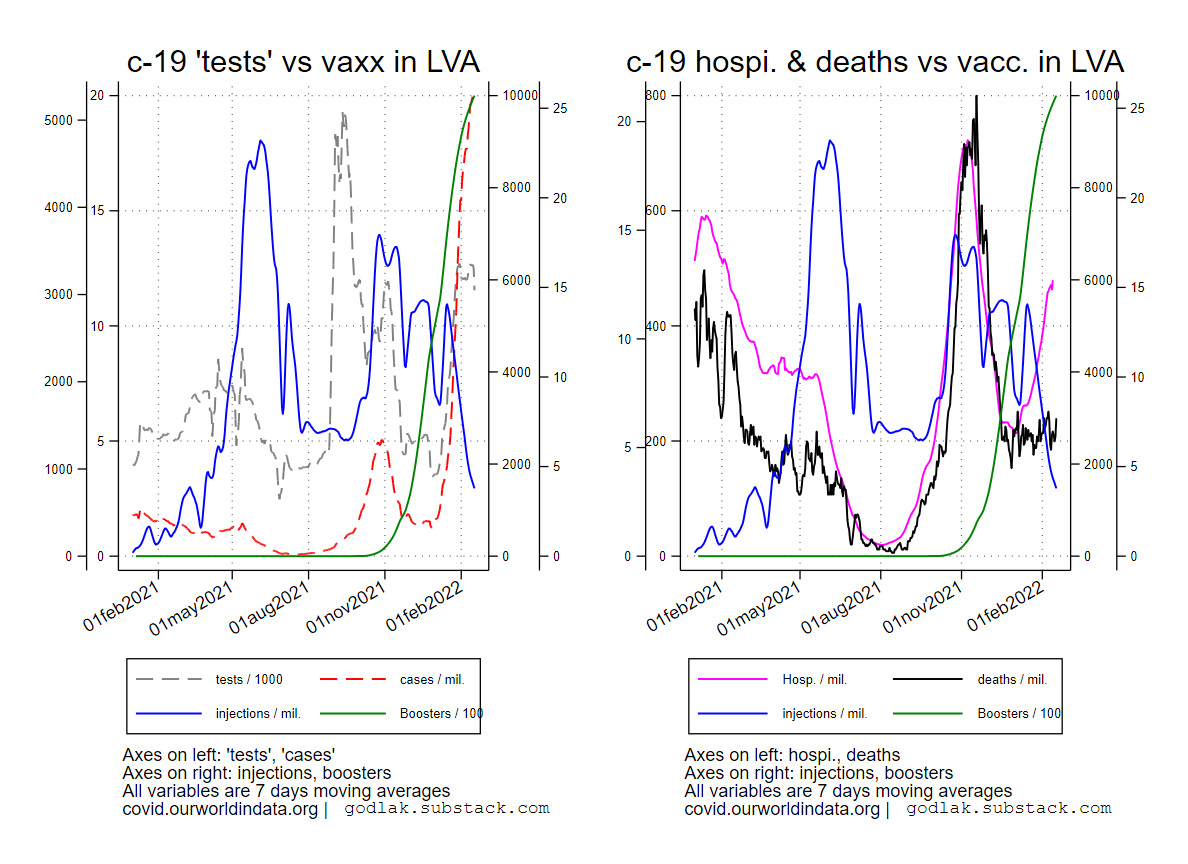 c-19 'tests' vs vaxx in LVA
5000
4000
3000
2000
1000
0
20
15
10
5
0
10000
8000
6000
4000
2000
0
25
20
15
10
5
0
01feb2021
01may2021
01aug2021
01nov2021
01feb2022
tests / 1000
cases / mil.
injections / mil.
Boosters / 100
Axes on left: 'tests', 'cases'
Axes on right: injections, boosters
All variables are 7 days moving averages
covid.ourworldindata.org | godlak.substack.com
c-19 hospi. & deaths vs vacc. in LVA
20
15
10
5
0
800
600
400
200
0
10000
8000
6000
4000
2000
0
25
20
15
10
5
0
01feb2021
01may2021
01aug2021
01nov2021
01feb2022
Hosp. / mil.
deaths / mil.
injections / mil.
Boosters / 100
Axes on left: hospi., deaths
Axes on right: injections, boosters
All variables are 7 days moving averages
covid.ourworldindata.org | godlak.substack.com